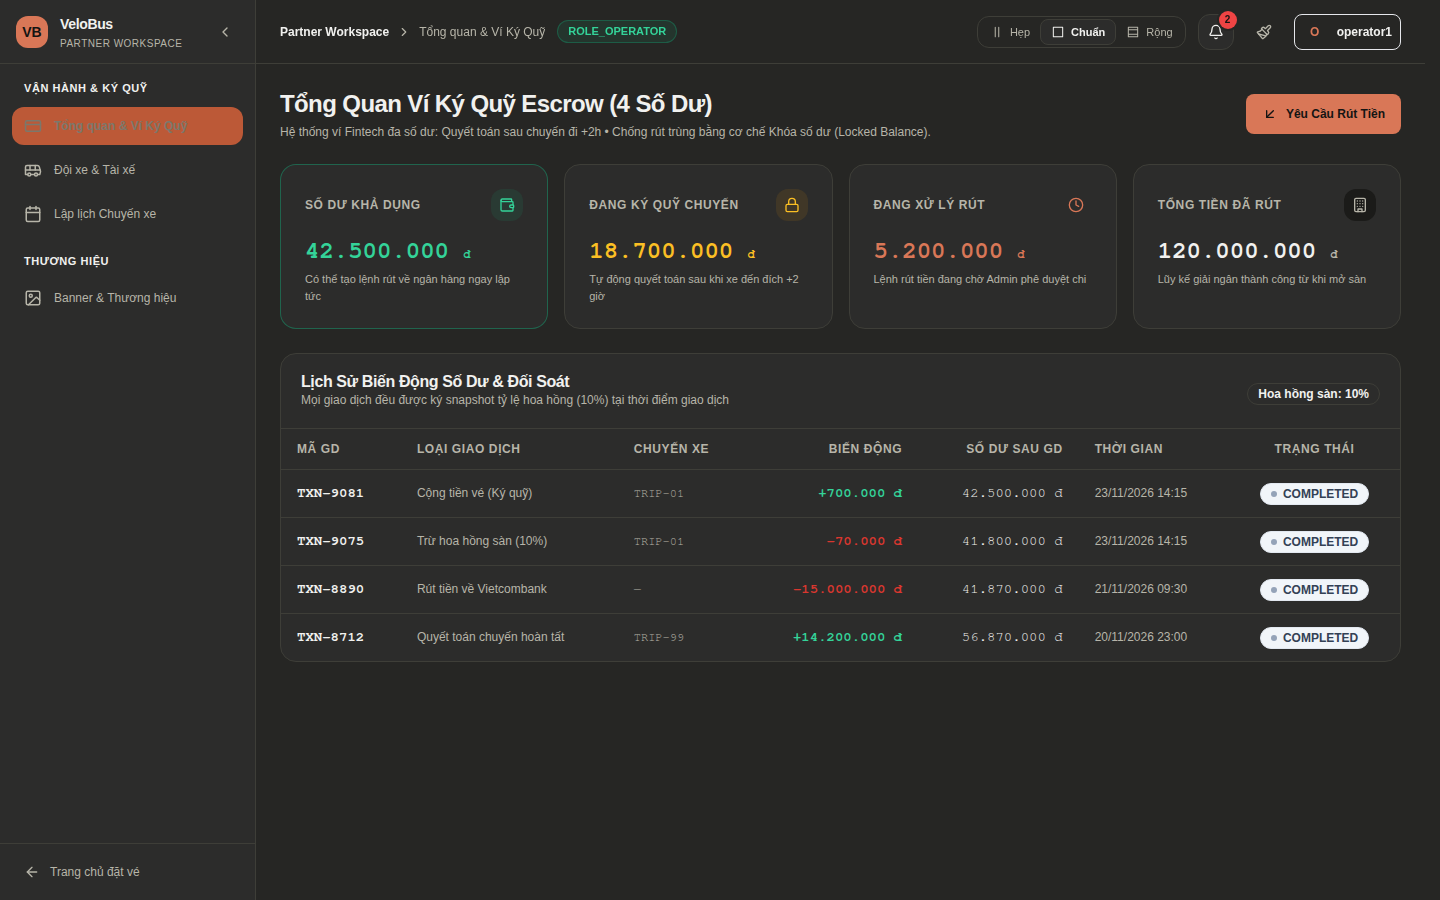 VB
VeloBus
PARTNER WORKSPACE
VẬN HÀNH & KÝ QUỸ
Tổng quan & Ví Ký Quỹ
Đội xe & Tài xế
Lập lịch Chuyến xe
THƯƠNG HIỆU
Banner & Thương hiệu
Trang chủ đặt vé
Partner Workspace
Tổng quan & Ví Ký Quỹ
ROLE_OPERATOR
Hẹp
Chuẩn
Rộng
2
O
operator1
Tổng Quan Ví Ký Quỹ Escrow (4 Số Dư)
Hệ thống ví Fintech đa số dư: Quyết toán sau chuyến đi +2h • Chống rút trùng bằng cơ chế Khóa số dư (Locked Balance).
Yêu Cầu Rút Tiền
SỐ DƯ KHẢ DỤNG
42.500.000 đ
Có thể tạo lệnh rút về ngân hàng ngay lập
tức
ĐANG KÝ QUỸ CHUYẾN
18.700.000 đ
Tự động quyết toán sau khi xe đến đích +2
giờ
ĐANG XỬ LÝ RÚT
5.200.000 đ
Lệnh rút tiền đang chờ Admin phê duyệt chi
TỔNG TIỀN ĐÃ RÚT
120.000.000 đ
Lũy kế giải ngân thành công từ khi mở sàn
Lịch Sử Biến Động Số Dư & Đối Soát
Mọi giao dịch đều được ký snapshot tỷ lệ hoa hồng (10%) tại thời điểm giao dịch
Hoa hồng sàn: 10%
MÃ GD LOẠI GIAO DỊCH CHUYẾN XE BIẾN ĐỘNG SỐ DƯ SAU GD THỜI GIAN TRẠNG THÁI
TXN-9081 Cộng tiền vé (Ký quỹ) TRIP-01 +700.000 đ 42.500.000 đ 23/11/2026 14:15 COMPLETED
TXN-9075 Trừ hoa hồng sàn (10%) TRIP-01 -70.000 đ 41.800.000 đ 23/11/2026 14:15 COMPLETED
TXN-8890 Rút tiền về Vietcombank — -15.000.000 đ 41.870.000 đ 21/11/2026 09:30 COMPLETED
TXN-8712 Quyết toán chuyến hoàn tất TRIP-99 +14.200.000 đ 56.870.000 đ 20/11/2026 23:00 COMPLETED